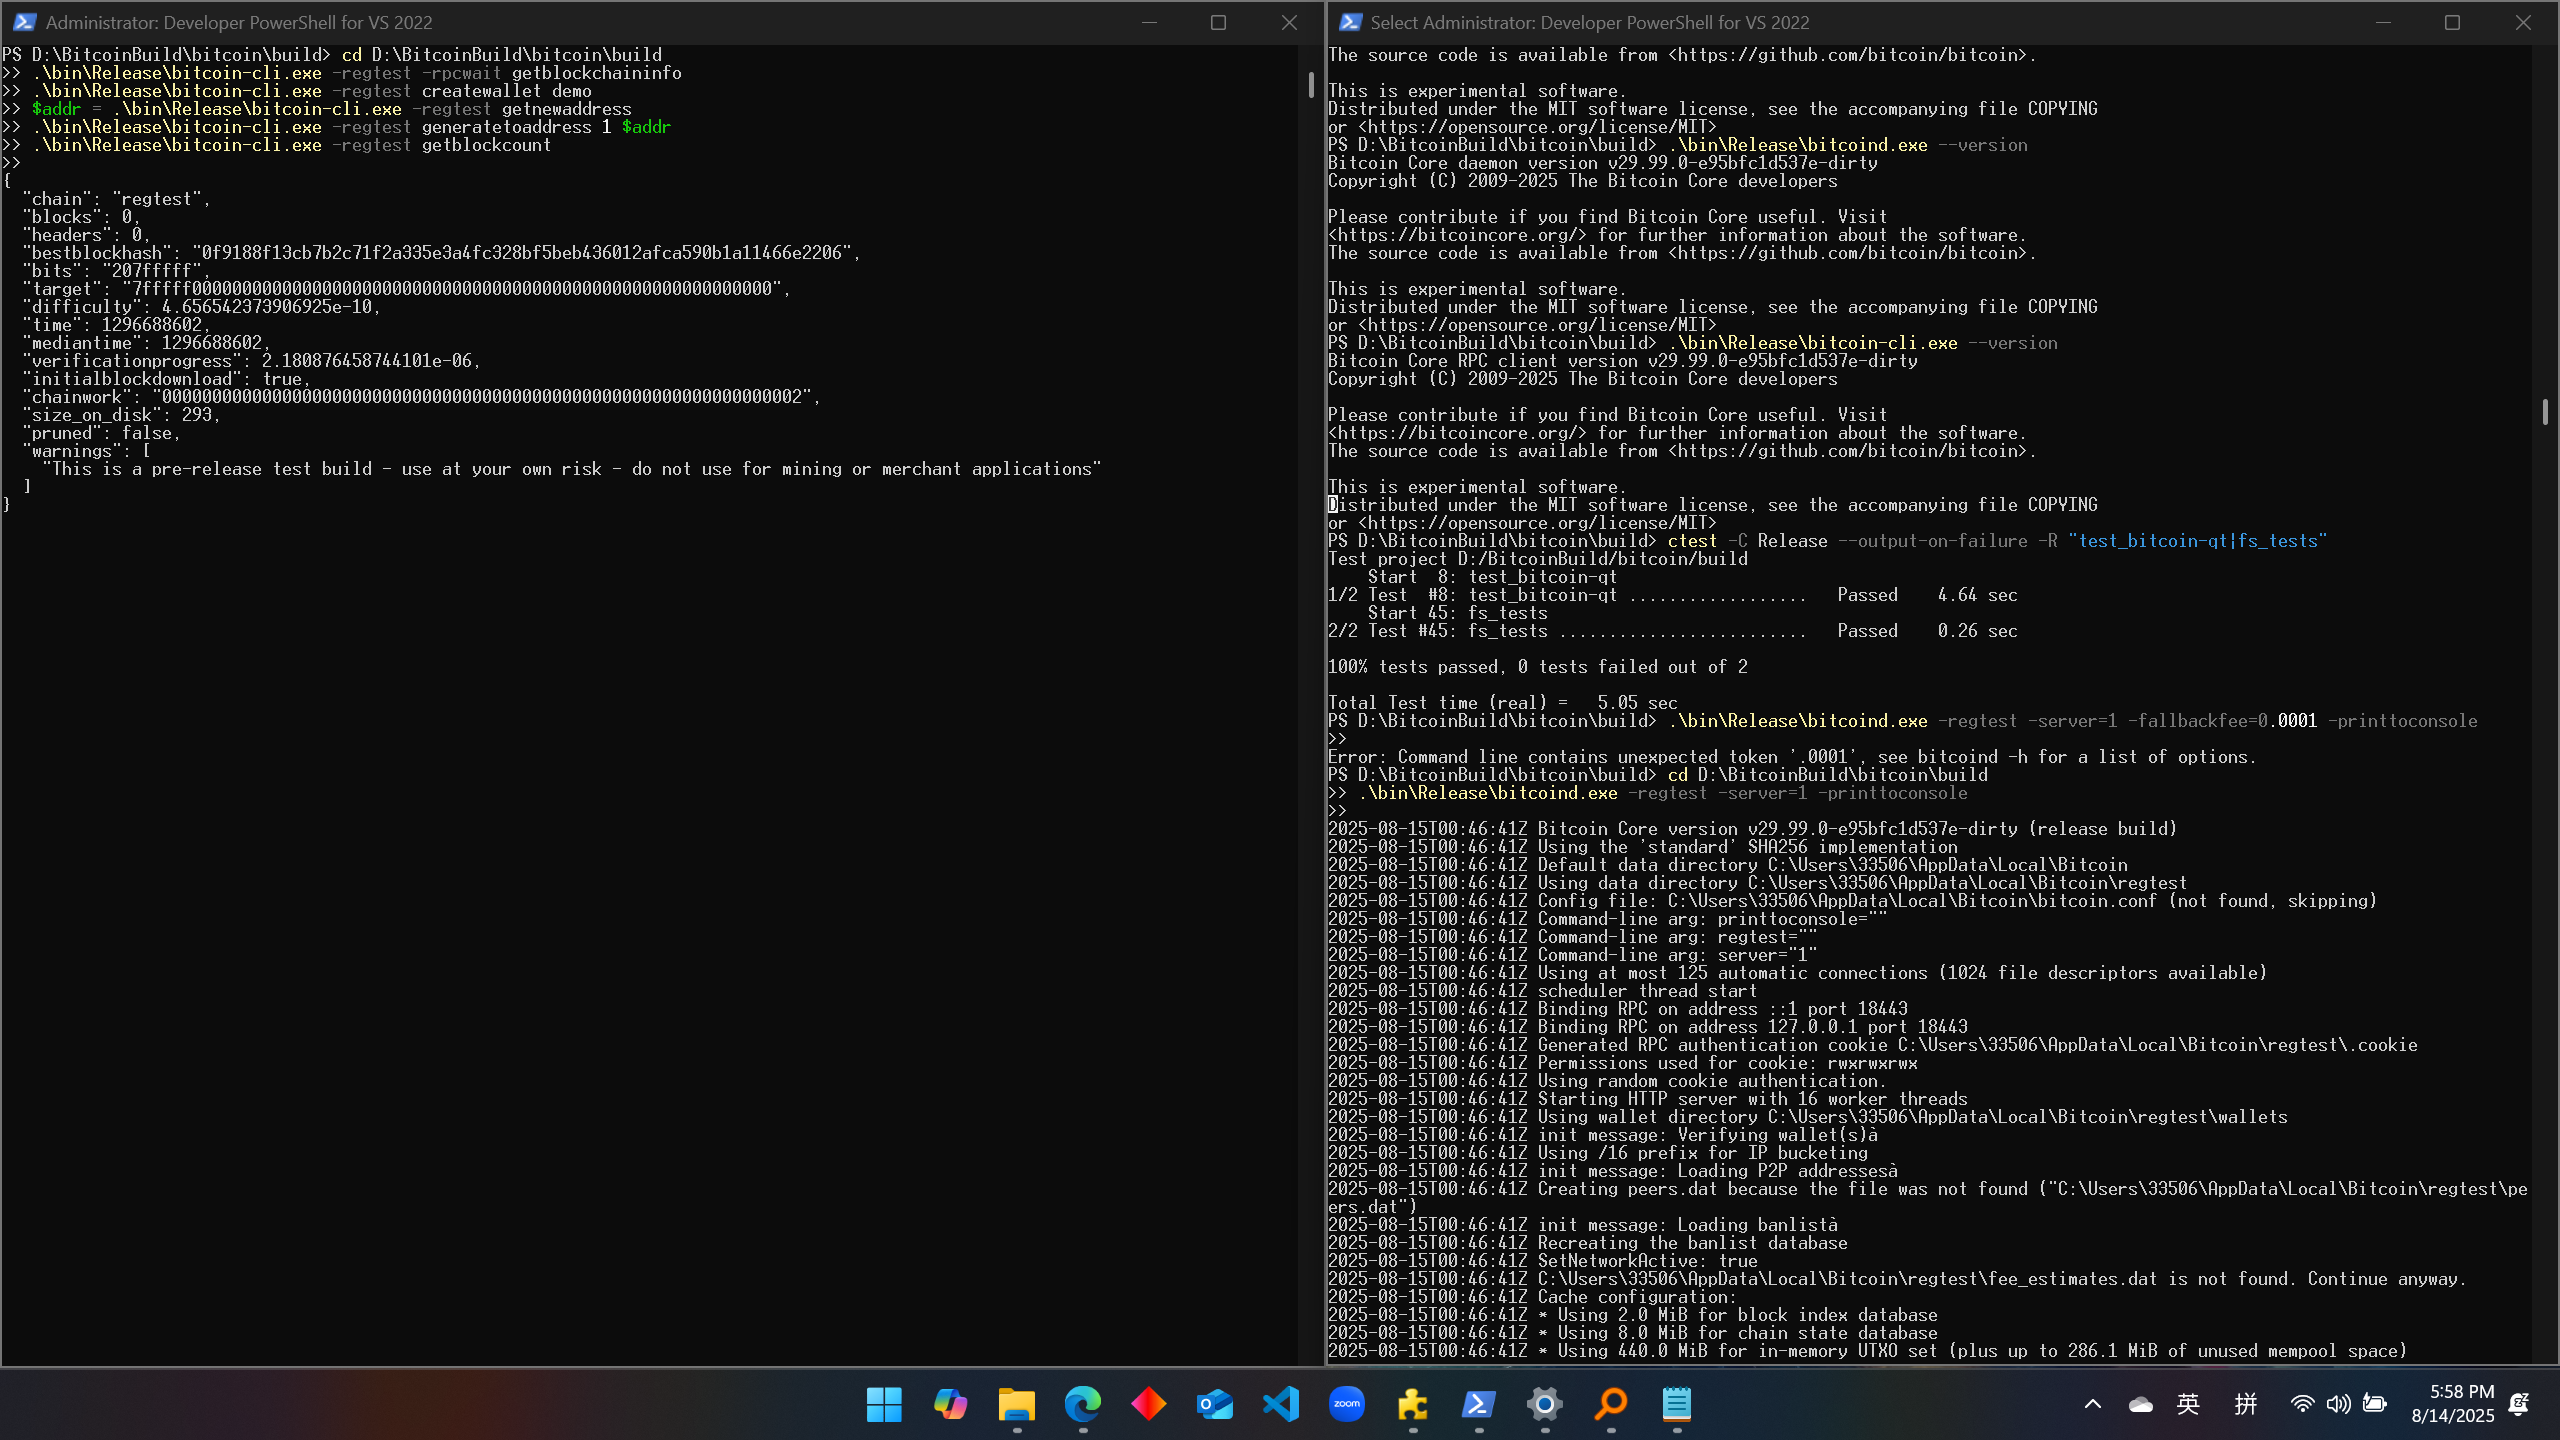 Administrator: Developer PowerShell for VS 2022
PS D:\BitcoinBuild\bitcoin\build> cd D:\BitcoinBuild\bitcoin\build
>> .\bin\Release\bitcoin-cli.exe -regtest -rpcwait getblockchaininfo
>> .\bin\Release\bitcoin-cli.exe -regtest createwallet demo
>> $addr = .\bin\Release\bitcoin-cli.exe -regtest getnewaddress
>> .\bin\Release\bitcoin-cli.exe -regtest generatetoaddress 1 $addr
>> .\bin\Release\bitcoin-cli.exe -regtest getblockcount
>>
{
"chain": "regtest",
"blocks": 0,
"headers": 0,
"bestblockhash": "0f9188f13cb7b2c71f2a335e3a4fc328bf5beb436012afca590b1a11466e2206",
"bits": "207fffff",
"target": "7fffff0000000000000000000000000000000000000000000000000000000000",
"difficulty": 4.656542373906925e-10,
"time": 1296688602,
"mediantime": 1296688602,
"verificationprogress": 2.180876458744101e-06,
"initialblockdownload": true,
"chainwork": "0000000000000000000000000000000000000000000000000000000000000002",
"size_on_disk": 293,
"pruned": false,
"warnings": [
"This is a pre-release test build - use at your own risk - do not use for mining or merchant applications"
]
}
Select Administrator: Developer PowerShell for VS 2022
The source code is available from <https://github.com/bitcoin/bitcoin>.
This is experimental software.
Distributed under the MIT software license, see the accompanying file COPYING
or <https://opensource.org/license/MIT>
PS D:\BitcoinBuild\bitcoin\build> .\bin\Release\bitcoind.exe --version
Bitcoin Core daemon version v29.99.0-e95bfc1d537e-dirty
Copyright (C) 2009-2025 The Bitcoin Core developers
Please contribute if you find Bitcoin Core useful. Visit
<https://bitcoincore.org/> for further information about the software.
The source code is available from <https://github.com/bitcoin/bitcoin>.
This is experimental software.
Distributed under the MIT software license, see the accompanying file COPYING
or <https://opensource.org/license/MIT>
PS D:\BitcoinBuild\bitcoin\build> .\bin\Release\bitcoin-cli.exe --version
Bitcoin Core RPC client version v29.99.0-e95bfc1d537e-dirty
Copyright (C) 2009-2025 The Bitcoin Core developers
Please contribute if you find Bitcoin Core useful. Visit
<https://bitcoincore.org/> for further information about the software.
The source code is available from <https://github.com/bitcoin/bitcoin>.
This is experimental software.
Distributed under the MIT software license, see the accompanying file COPYING
or <https://opensource.org/license/MIT>
PS D:\BitcoinBuild\bitcoin\build> ctest -C Release --output-on-failure -R "test_bitcoin-qt|fs_tests"
Test project D:/BitcoinBuild/bitcoin/build
Start  8: test_bitcoin-qt
1/2 Test  #8: test_bitcoin-qt ..................   Passed    4.64 sec
Start 45: fs_tests
2/2 Test #45: fs_tests .........................   Passed    0.26 sec
100% tests passed, 0 tests failed out of 2
Total Test time (real) =   5.05 sec
PS D:\BitcoinBuild\bitcoin\build> .\bin\Release\bitcoind.exe -regtest -server=1 -fallbackfee=0.0001 -printtoconsole
>>
Error: Command line contains unexpected token '.0001', see bitcoind -h for a list of options.
PS D:\BitcoinBuild\bitcoin\build> cd D:\BitcoinBuild\bitcoin\build
>> .\bin\Release\bitcoind.exe -regtest -server=1 -printtoconsole
>>
2025-08-15T00:46:41Z Bitcoin Core version v29.99.0-e95bfc1d537e-dirty (release build)
2025-08-15T00:46:41Z Using the 'standard' SHA256 implementation
2025-08-15T00:46:41Z Default data directory C:\Users\33506\AppData\Local\Bitcoin
2025-08-15T00:46:41Z Using data directory C:\Users\33506\AppData\Local\Bitcoin\regtest
2025-08-15T00:46:41Z Config file: C:\Users\33506\AppData\Local\Bitcoin\bitcoin.conf (not found, skipping)
2025-08-15T00:46:41Z Command-line arg: printtoconsole=""
2025-08-15T00:46:41Z Command-line arg: regtest=""
2025-08-15T00:46:41Z Command-line arg: server="1"
2025-08-15T00:46:41Z Using at most 125 automatic connections (1024 file descriptors available)
2025-08-15T00:46:41Z scheduler thread start
2025-08-15T00:46:41Z Binding RPC on address ::1 port 18443
2025-08-15T00:46:41Z Binding RPC on address 127.0.0.1 port 18443
2025-08-15T00:46:41Z Generated RPC authentication cookie C:\Users\33506\AppData\Local\Bitcoin\regtest\.cookie
2025-08-15T00:46:41Z Permissions used for cookie: rwxrwxrwx
2025-08-15T00:46:41Z Using random cookie authentication.
2025-08-15T00:46:41Z Starting HTTP server with 16 worker threads
2025-08-15T00:46:41Z Using wallet directory C:\Users\33506\AppData\Local\Bitcoin\regtest\wallets
2025-08-15T00:46:41Z init message: Verifying wallet(s)à
2025-08-15T00:46:41Z Using /16 prefix for IP bucketing
2025-08-15T00:46:41Z init message: Loading P2P addressesà
2025-08-15T00:46:41Z Creating peers.dat because the file was not found ("C:\Users\33506\AppData\Local\Bitcoin\regtest\pe
ers.dat")
2025-08-15T00:46:41Z init message: Loading banlistà
2025-08-15T00:46:41Z Recreating the banlist database
2025-08-15T00:46:41Z SetNetworkActive: true
2025-08-15T00:46:41Z C:\Users\33506\AppData\Local\Bitcoin\regtest\fee_estimates.dat is not found. Continue anyway.
2025-08-15T00:46:41Z Cache configuration:
2025-08-15T00:46:41Z * Using 2.0 MiB for block index database
2025-08-15T00:46:41Z * Using 8.0 MiB for chain state database
2025-08-15T00:46:41Z * Using 440.0 MiB for in-memory UTXO set (plus up to 286.1 MiB of unused mempool space)
zoom
英
拼
5:58 PM
8/14/2025